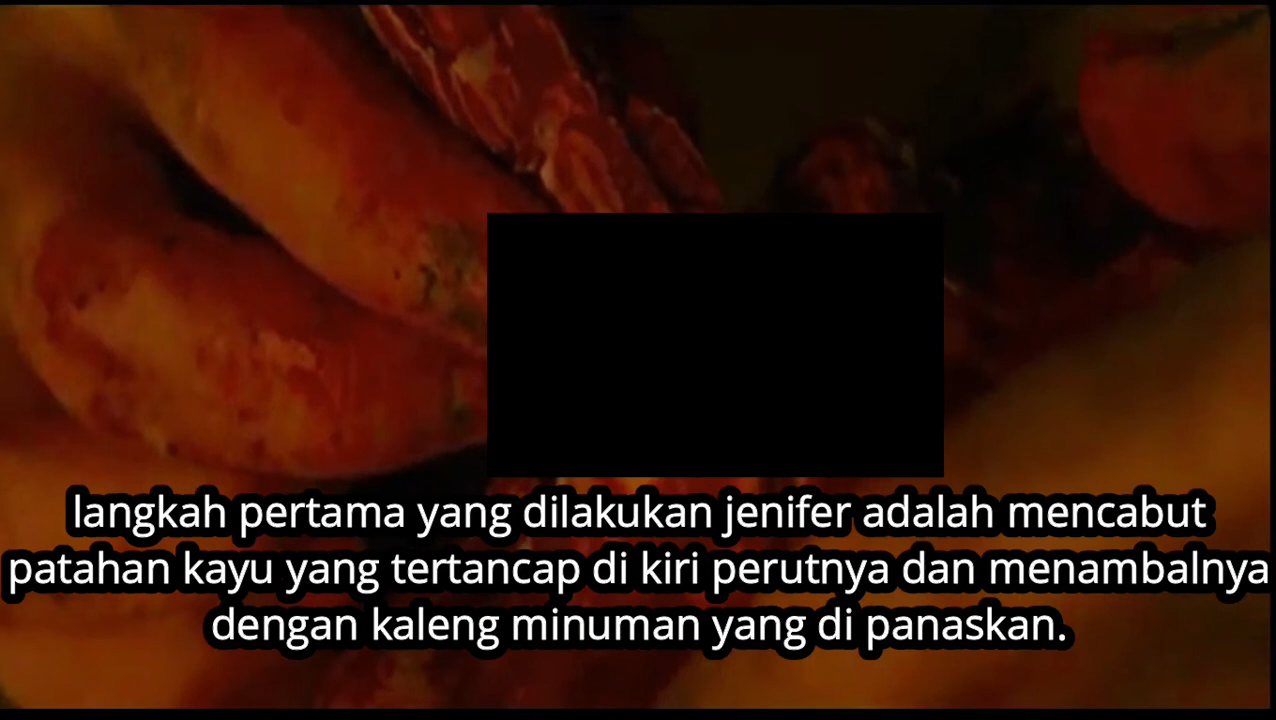 langkah pertama yang dilakukan jenifer adalah mencabut
patahan kayu yang tertancap di kiri perutnya dan menambalnya
dengan kaleng minuman yang di panaskan.